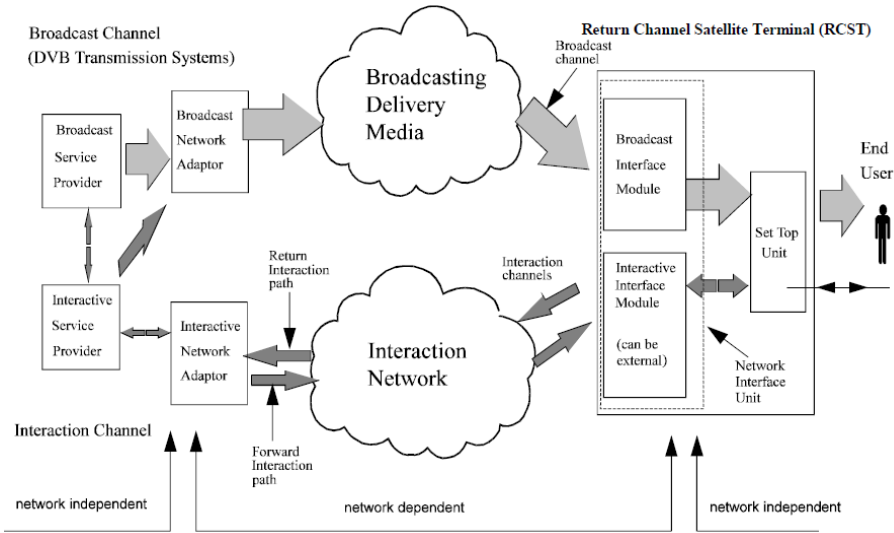 Broadcast Channel
(DVB Transmission Systems)
Return Channel Satellite Terminal (RCST)
Broadcast
channel
Broadcasting
Delivery
Media
Broadcast
Service
Provider
Broadcast
Network
Adaptor
Broadcast
Interface
Module
End
User
Set Top
Unit
Interactive
Service
Provider
Interactive
Network
Adaptor
Return
Interaction
path
Interaction
channels
Interaction
Network
Interactive
Interface
Module
(can be
external)
Network
Interface
Unit
Interaction Channel
Forward
Interaction
path
network independent
network dependent
network independent